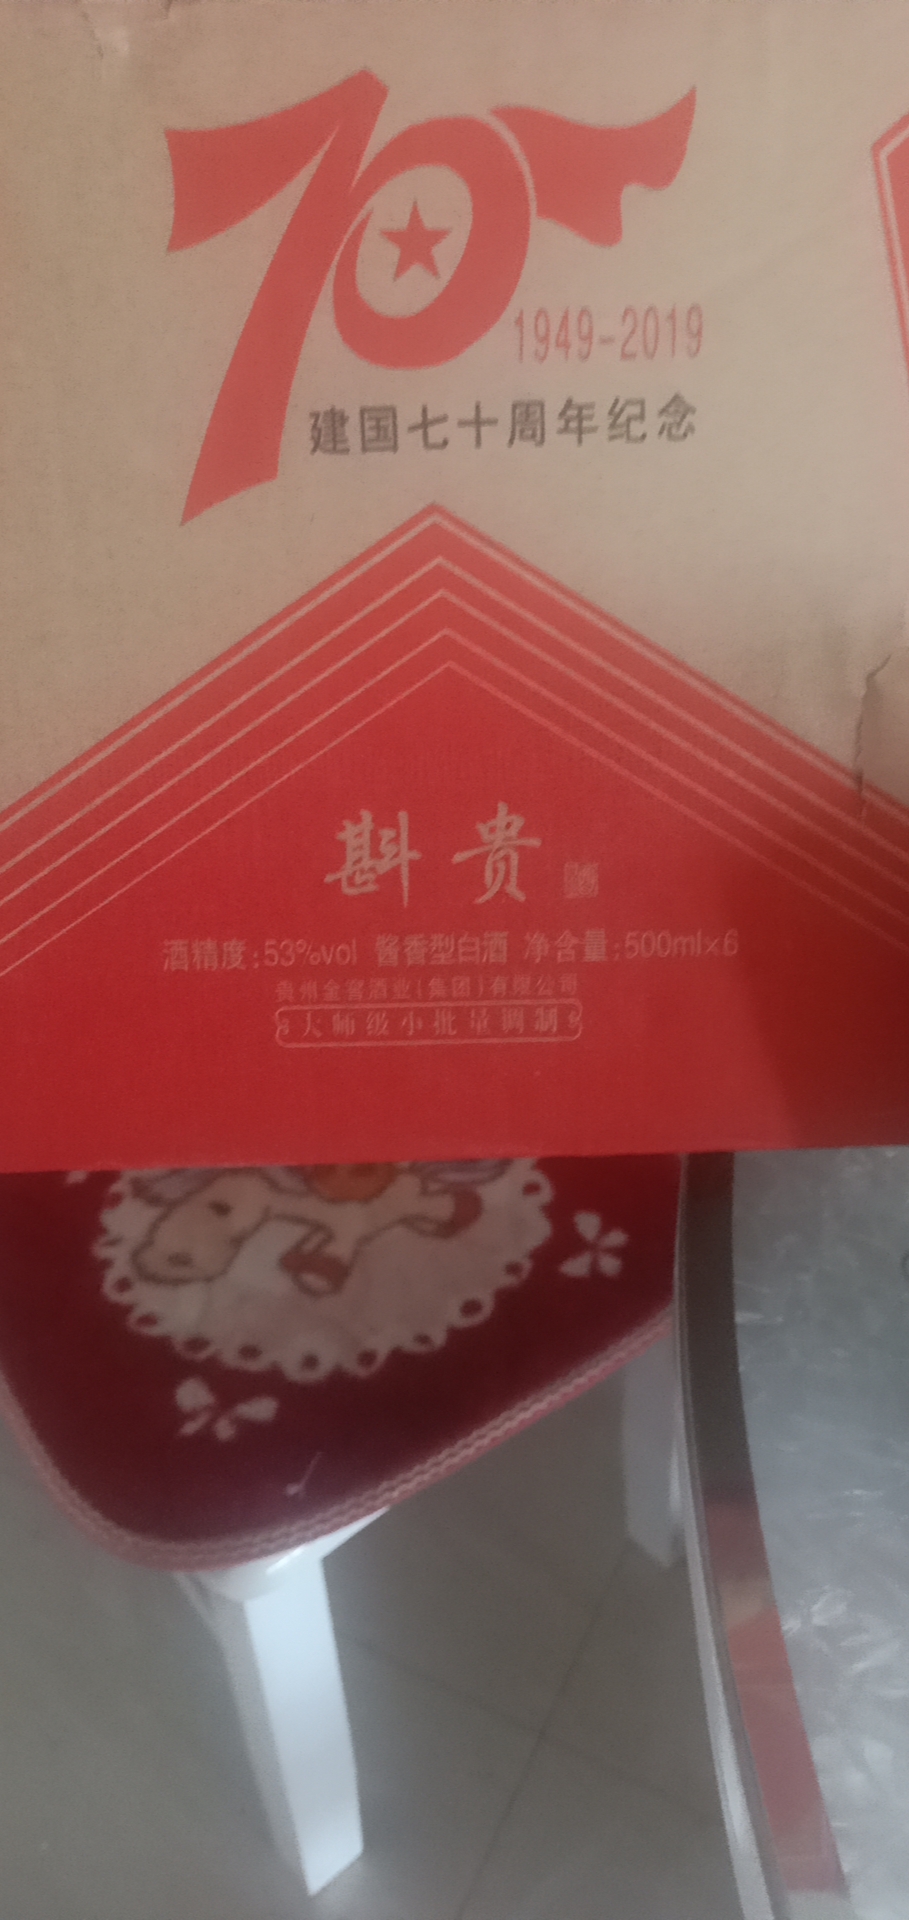 70
1949-2019
建国七十周年纪念
斟贵
酒精度:53%vol 酱香型白酒 净含量:500ml×6
贵州金窖酒业(集团)有限公司
大师级小批量调制